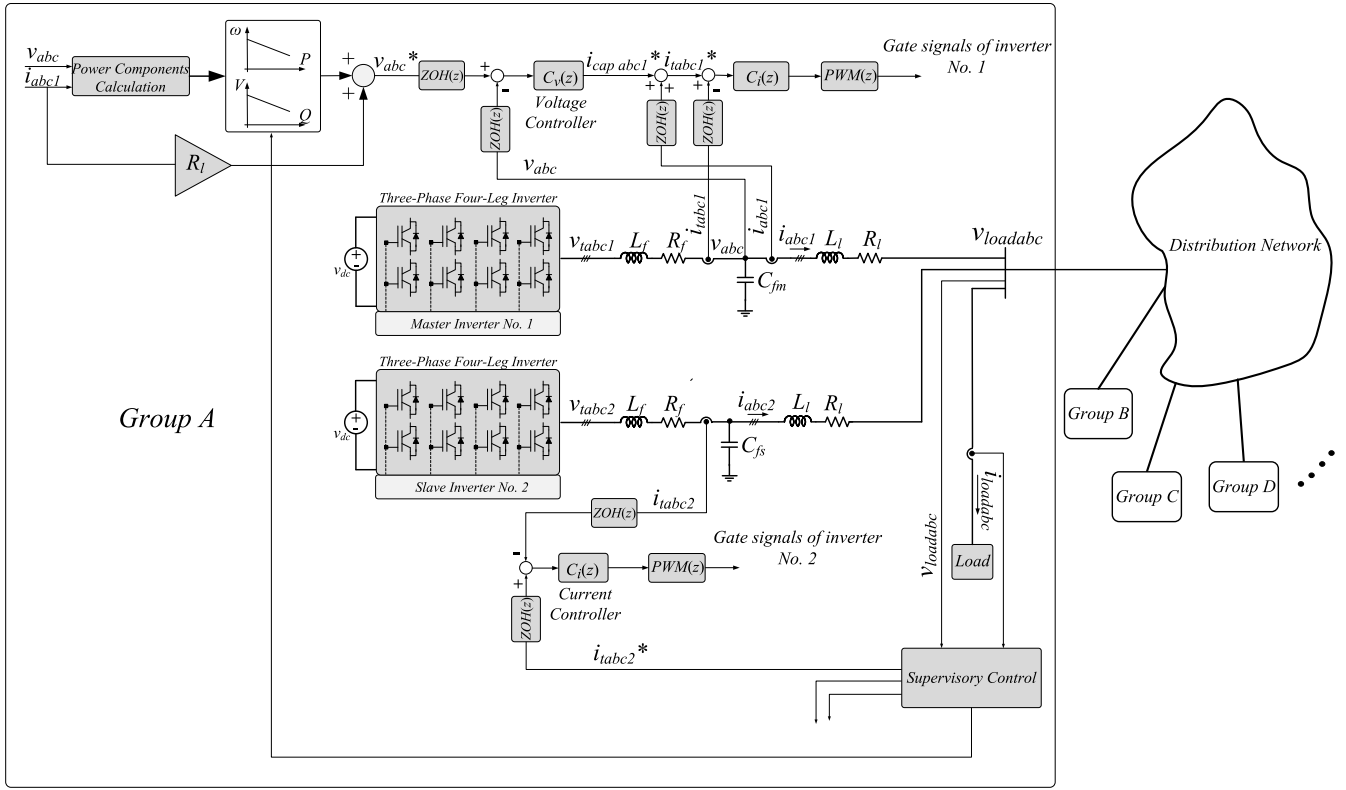 v_abc
i_abc1
Power Components
Calculation
ω
P
V
Q
R_l
+
+
v_abc*
ZOH(z)
+
-
ZOH(z)
C_v(z)
Voltage
Controller
i_cap abc1*
+
+
ZOH(z)
i_tabc1*
+
-
ZOH(z)
C_i(z)
PWM(z)
Gate signals of inverter
No. 1
v_abc
i_tabc1
i_abc1
Three-Phase Four-Leg Inverter
v_dc
+
-
Master Inverter No. 1
v_tabc1
L_f
R_f
v_abc
i_abc1
L_l
R_l
C_fm
v_loadabc
Distribution Network
Group A
Three-Phase Four-Leg Inverter
v_dc
+
-
Slave Inverter No. 2
v_tabc2
L_f
R_f
i_abc2
L_l
R_l
C_fs
Group B
Group C
Group D
ZOH(z)
i_tabc2
-
+
C_i(z)
Current
Controller
PWM(z)
Gate signals of inverter
No. 2
ZOH(z)
i_tabc2*
v_loadabc
i_loadabc
Load
Supervisory Control